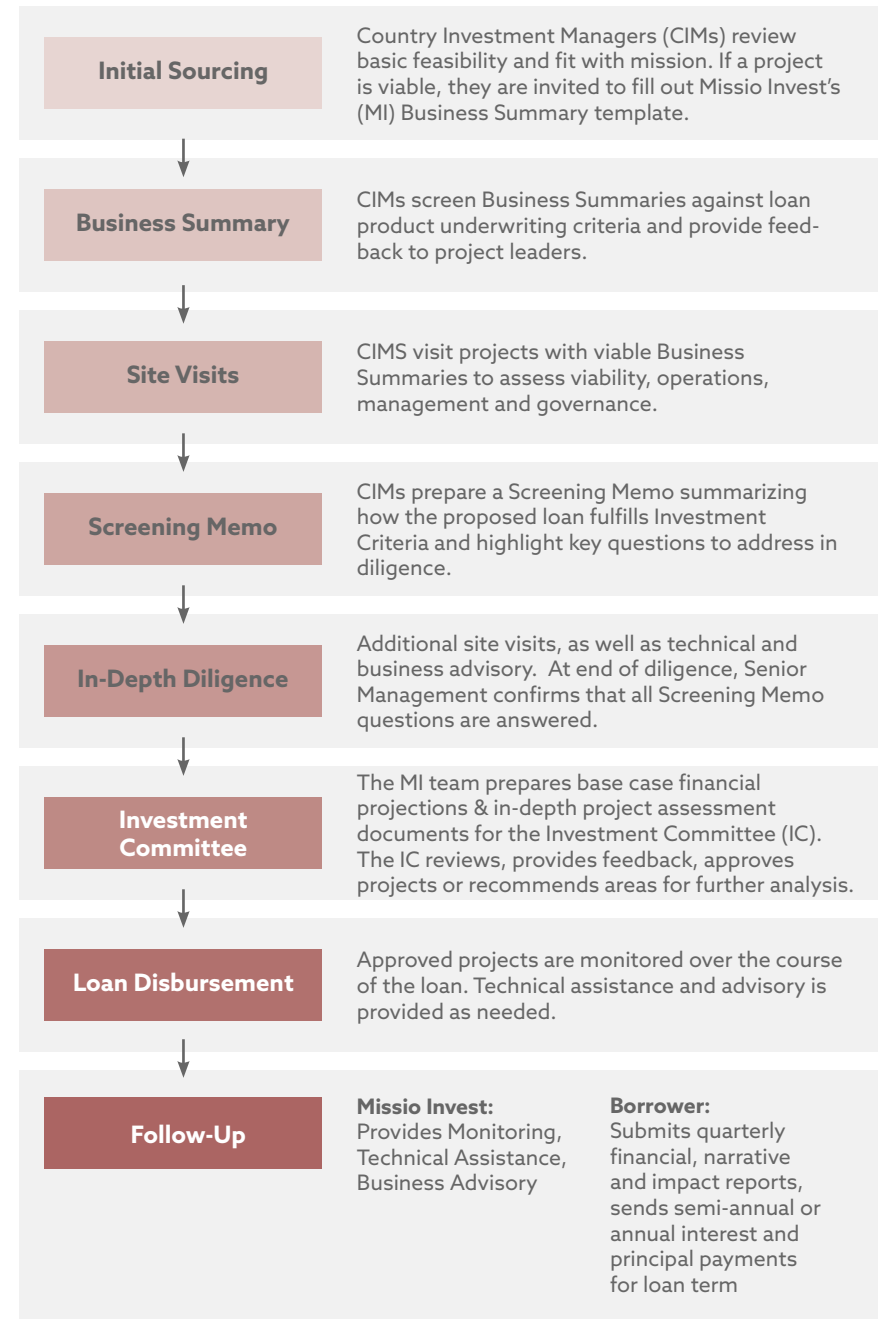 Initial Sourcing
Country Investment Managers (CIMs) review
basic feasibility and fit with mission. If a project
is viable, they are invited to fill out Missio Invest’s
(MI) Business Summary template.
Business Summary
CIMs screen Business Summaries against loan
product underwriting criteria and provide feed-
back to project leaders.
Site Visits
CIMS visit projects with viable Business
Summaries to assess viability, operations,
management and governance.
Screening Memo
CIMs prepare a Screening Memo summarizing
how the proposed loan fulfills Investment
Criteria and highlight key questions to address in
diligence.
In-Depth Diligence
Additional site visits, as well as technical and
business advisory.  At end of diligence, Senior
Management confirms that all Screening Memo
questions are answered.
Investment
Committee
The MI team prepares base case financial
projections & in-depth project assessment
documents for the Investment Committee (IC).
The IC reviews, provides feedback, approves
projects or recommends areas for further analysis.
Loan Disbursement
Approved projects are monitored over the course
of the loan. Technical assistance and advisory is
provided as needed.
Follow-Up
Missio Invest:
Provides Monitoring,
Technical Assistance,
Business Advisory
Borrower:
Submits quarterly
financial, narrative
and impact reports,
sends semi-annual or
annual interest and
principal payments
for loan term